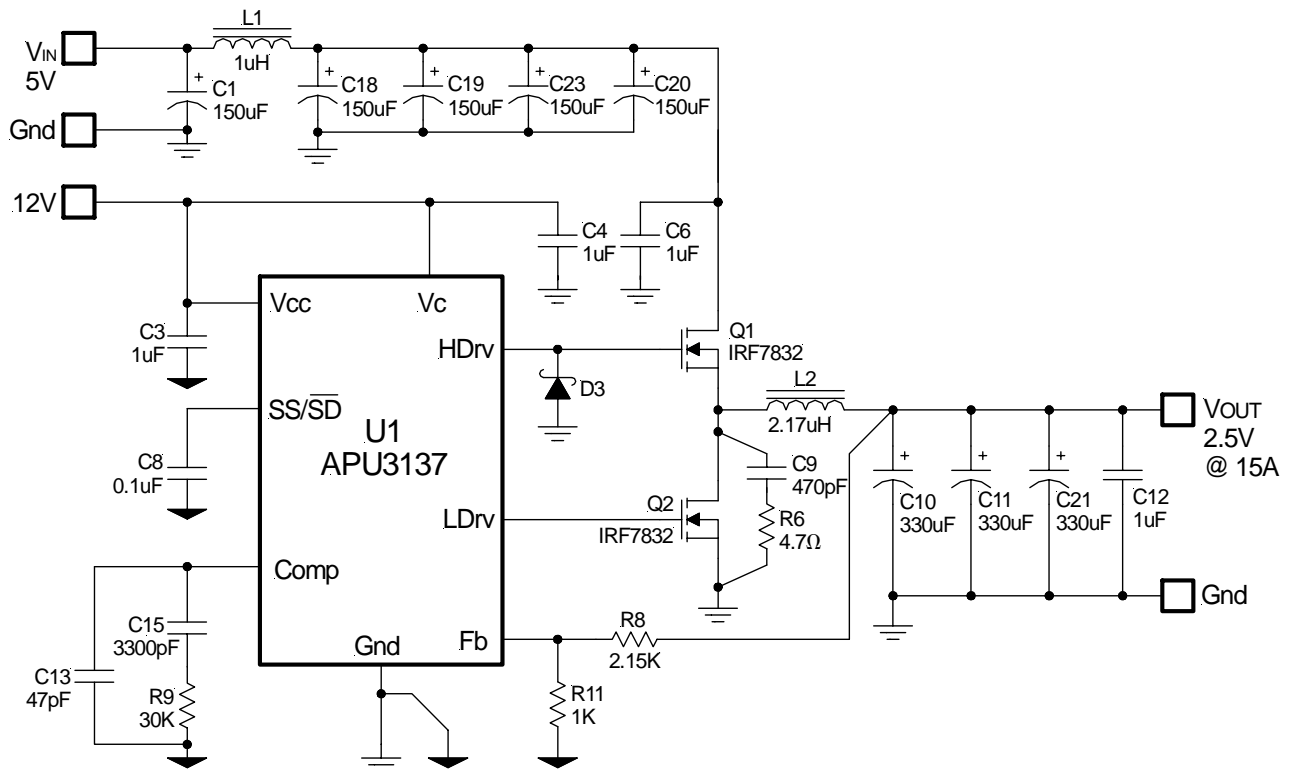 L1
1uH
VIN
5V
C1
150uF
C18
150uF
C19
150uF
C23
150uF
C20
150uF
+
+
+
+
+
Gnd
12V
C4
1uF
C6
1uF
Vcc
Vc
C3
1uF
HDrv
Q1
IRF7832
D3
L2
2.17uH
VOUT
2.5V
@ 15A
SS/SD
U1
APU3137
C8
0.1uF
C9
470pF
R6
4.7Ω
LDrv
Q2
IRF7832
+
+
+
C10
330uF
C11
330uF
C21
330uF
C12
1uF
Comp
Gnd
C15
3300pF
C13
47pF
R9
30K
Gnd
Fb
R8
2.15K
R11
1K